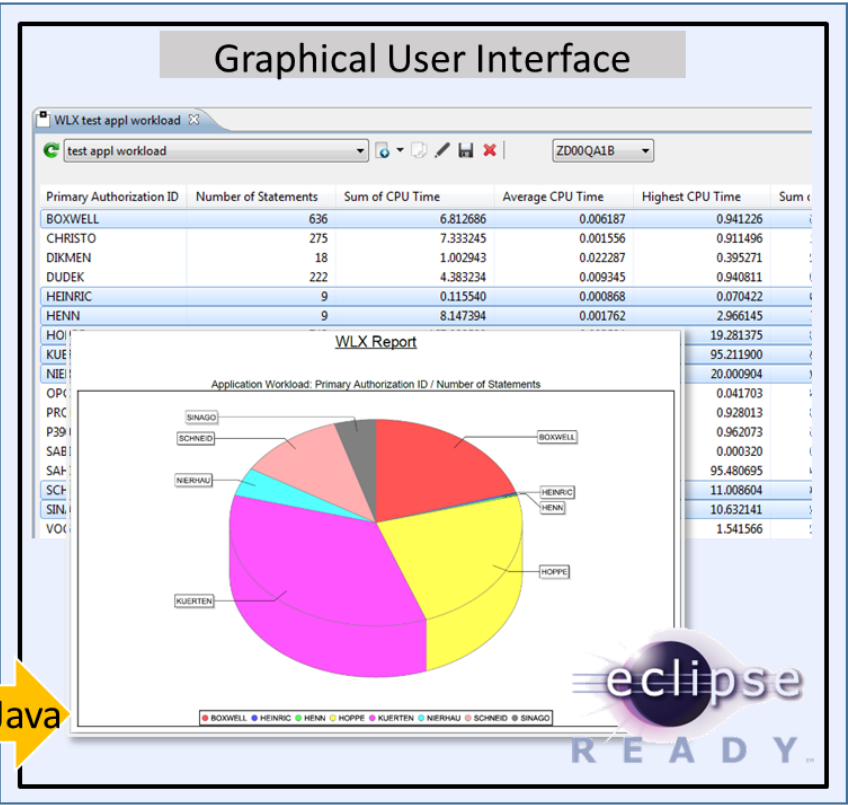 Graphical User Interface
WLX test appl workload
test appl workload ZD00QA1B
Primary Authorization ID Number of Statements Sum of CPU Time Average CPU Time Highest CPU Time Sum
BOXWELL 636 6.812686 0.006187 0.941226
CHRISTO 275 7.333245 0.001556 0.911496
DIKMEN 18 1.002943 0.022287 0.395271
DUDEK 222 4.383234 0.009345 0.940811
HEINRIC 9 0.115540 0.000868 0.070422
HENN 9 8.147394 0.001762 2.966145
19.281375
95.211900
20.000904
0.041703
0.928013
0.962073
0.000320
95.480695
11.008604
10.632141
1.541566
WLX Report
Application Workload: Primary Authorization ID / Number of Statements
SINAGO
SCHNEID
BOXWELL
NIERHAU
HEINRIC
HENN
HOPPE
KUERTEN
BOXWELL HEINRIC HENN HOPPE KUERTEN NIERHAU SCHNEID SINAGO
Java
eclipse
READY